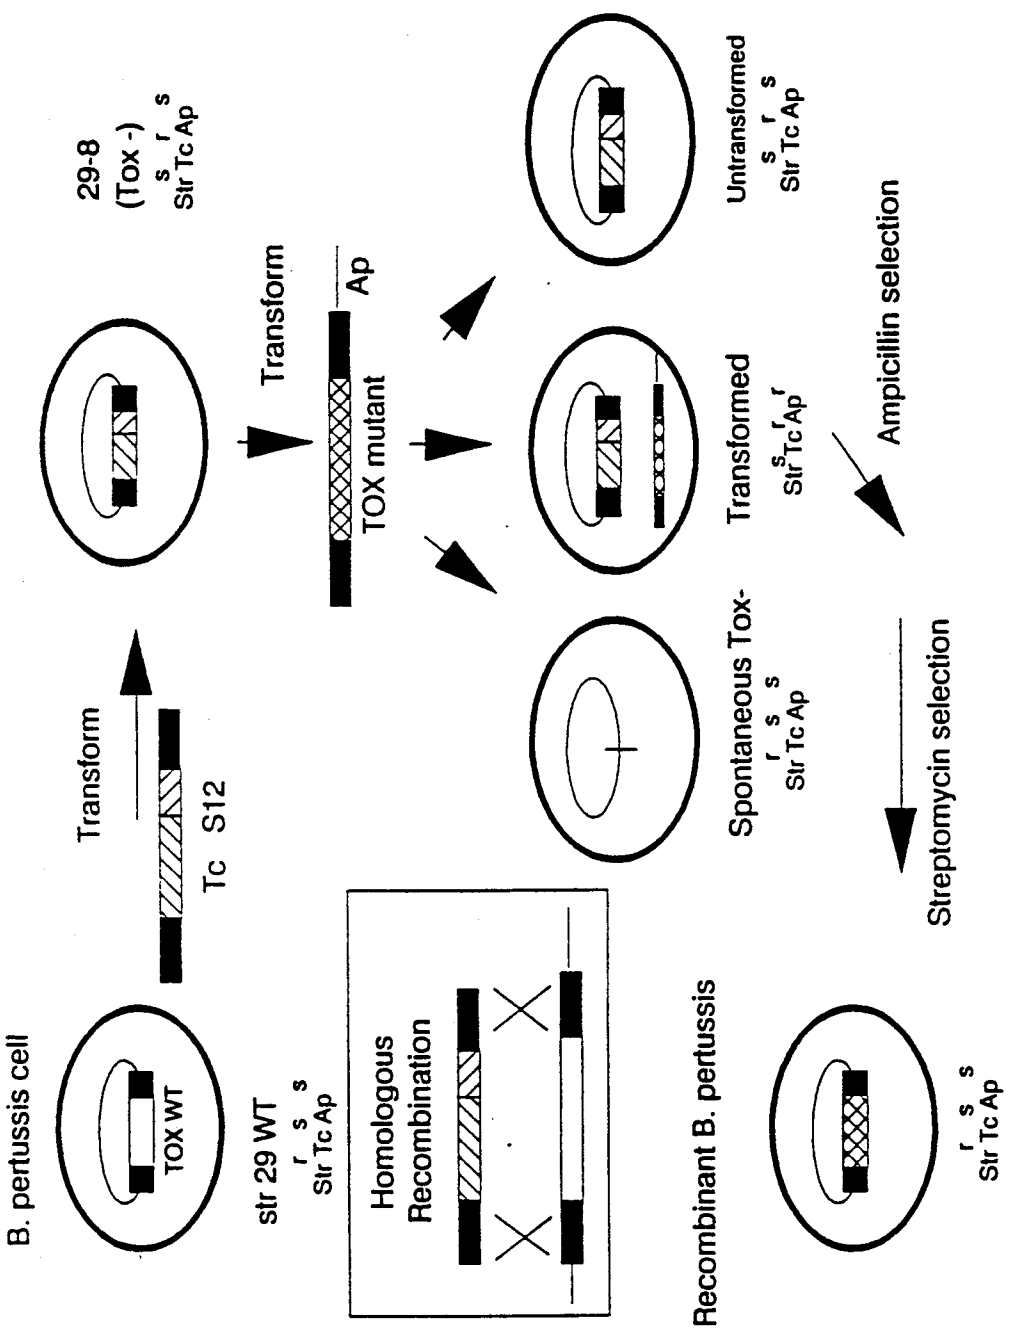 B. pertussis cell
TOX WT
str 29 WT
r s s
Str Tc Ap
Transform
Tc S12
29-8
(Tox -)
s r s
Str Tc Ap
Transform
Ap
TOX mutant
Homologous
Recombination
Spontaneous Tox-
r s s
Str Tc Ap
Transformed
s r r
Str Tc Ap
Untransformed
s r s
Str Tc Ap
Ampicillin selection
Streptomycin selection
Recombinant B. pertussis
r s s
Str Tc Ap